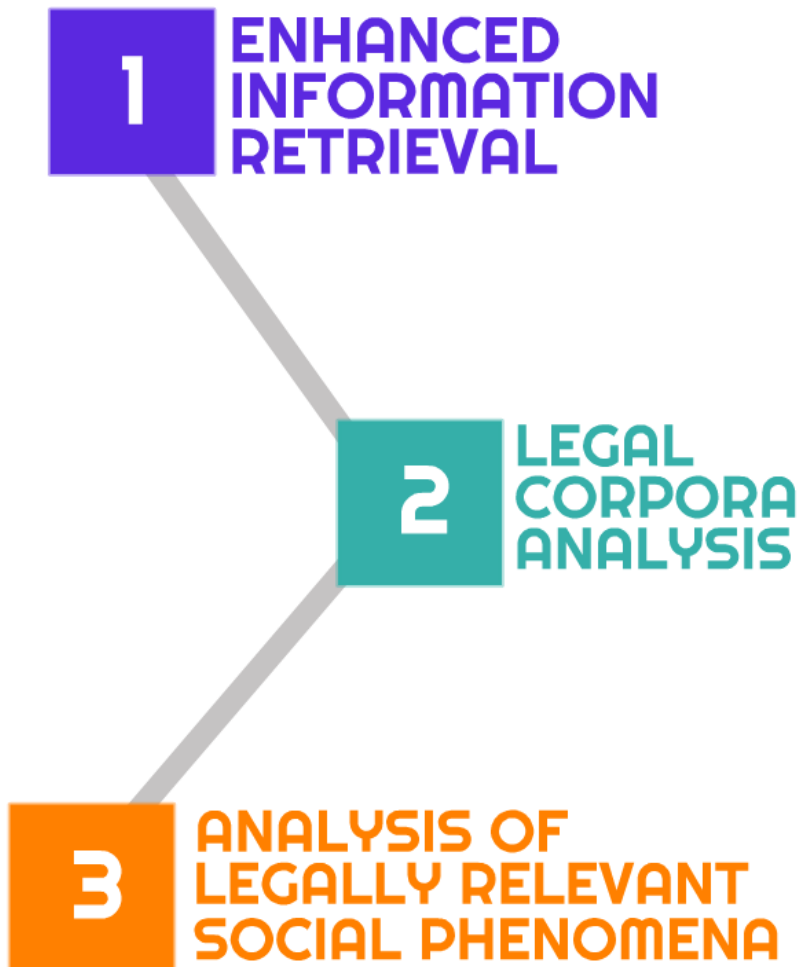 1
ENHANCED
INFORMATION
RETRIEVAL
2
LEGAL
CORPORA
ANALYSIS
3
ANALYSIS OF
LEGALLY RELEVANT
SOCIAL PHENOMENA